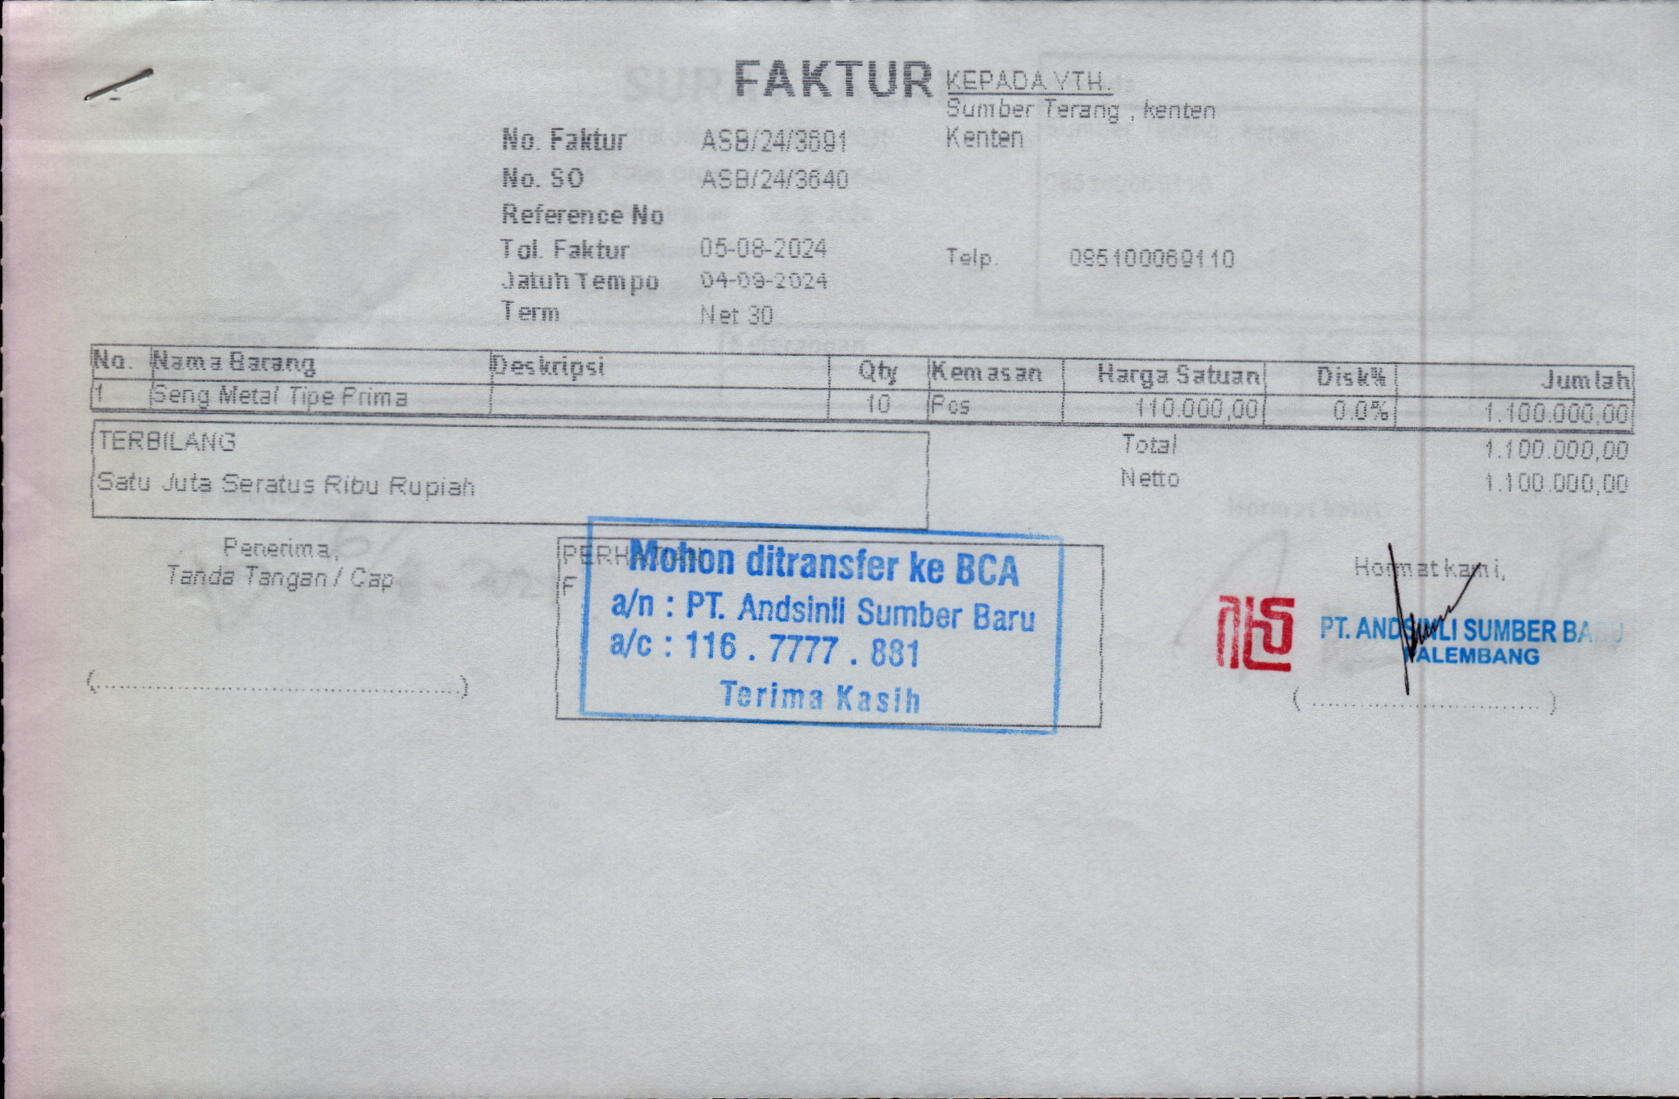 FAKTUR
KEPADA YTH.
Sumber Terang , kenten
Kenten
No. Faktur ASB/24/3691
No. SO ASB/24/3640
Reference No
Tgl. Faktur 05-08-2024
Jatuh Tempo 04-09-2024
Term Net 30
Telp. 085100069110
No. Nama Barang Deskripsi Qty Kemasan Harga Satuan Disk% Jumlah
1 Seng Metal Tipe Prima 10 Pcs 110.000,00 0.0% 1.100.000,00
TERBILANG
Satu Juta Seratus Ribu Rupiah
Total 1.100.000,00
Netto 1.100.000,00
Penerima,
Tanda Tangan / Cap
Mohon ditransfer ke BCA
a/n : PT. Andsinli Sumber Baru
a/c : 116 . 7777 . 881
Terima Kasih
Hormat kami,
PT. ANDSINLI SUMBER BARU
PALEMBANG